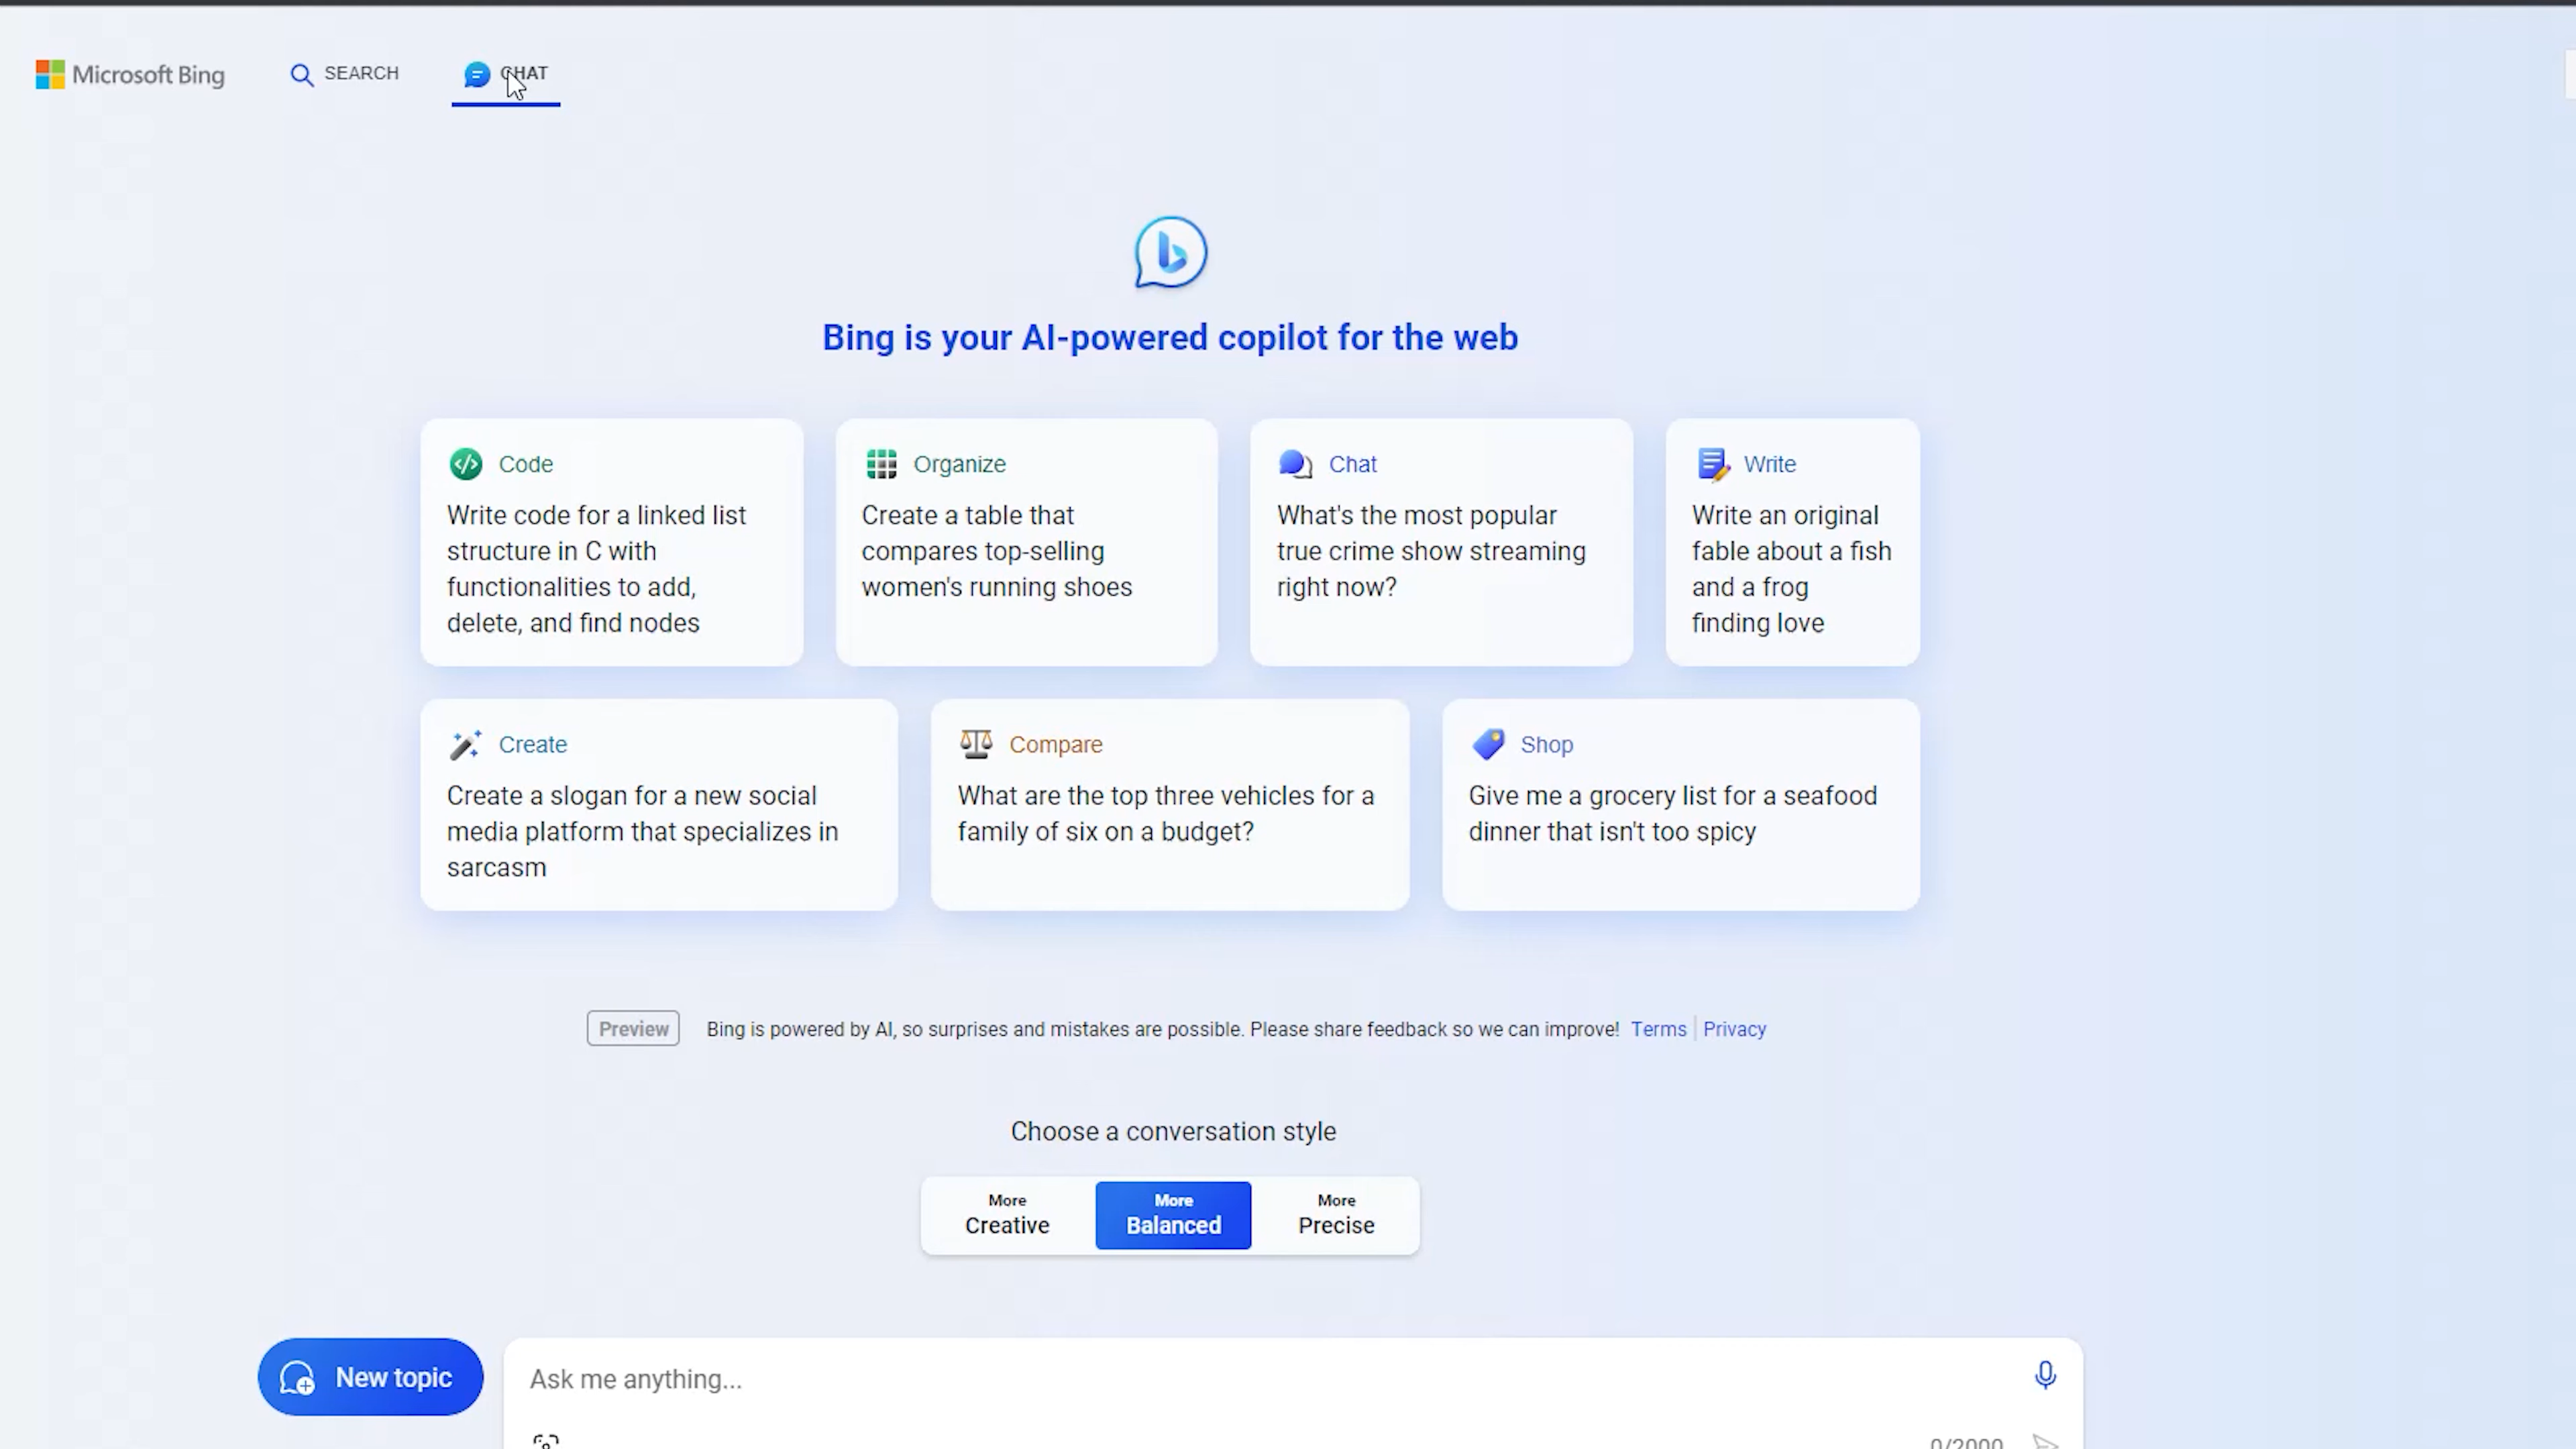 Microsoft Bing
SEARCH
CHAT
Bing is your AI-powered copilot for the web
Code
Write code for a linked list
structure in C with
functionalities to add,
delete, and find nodes
Organize
Create a table that
compares top-selling
women's running shoes
Chat
What's the most popular
true crime show streaming
right now?
Write
Write an original
fable about a fish
and a frog
finding love
Create
Create a slogan for a new social
media platform that specializes in
sarcasm
Compare
What are the top three vehicles for a
family of six on a budget?
Shop
Give me a grocery list for a seafood
dinner that isn't too spicy
Preview
Bing is powered by AI, so surprises and mistakes are possible. Please share feedback so we can improve! Terms | Privacy
Choose a conversation style
More
Creative
More
Balanced
More
Precise
New topic
Ask me anything...
0/2000